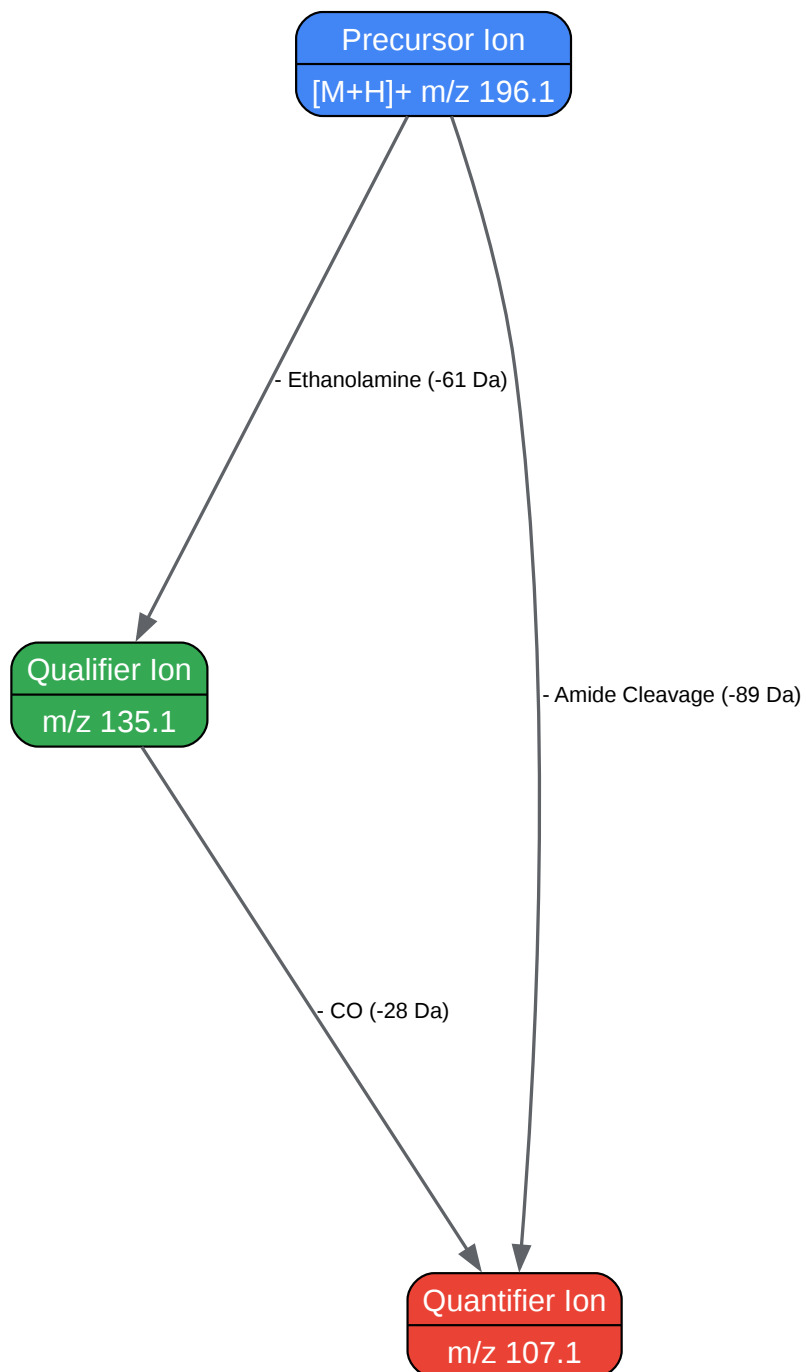 Precursor Ion
[M+H]+ m/z 196.1
- Ethanolamine (-61 Da)
Qualifier Ion
m/z 135.1
- Amide Cleavage (-89 Da)
- CO (-28 Da)
Quantifier Ion
m/z 107.1